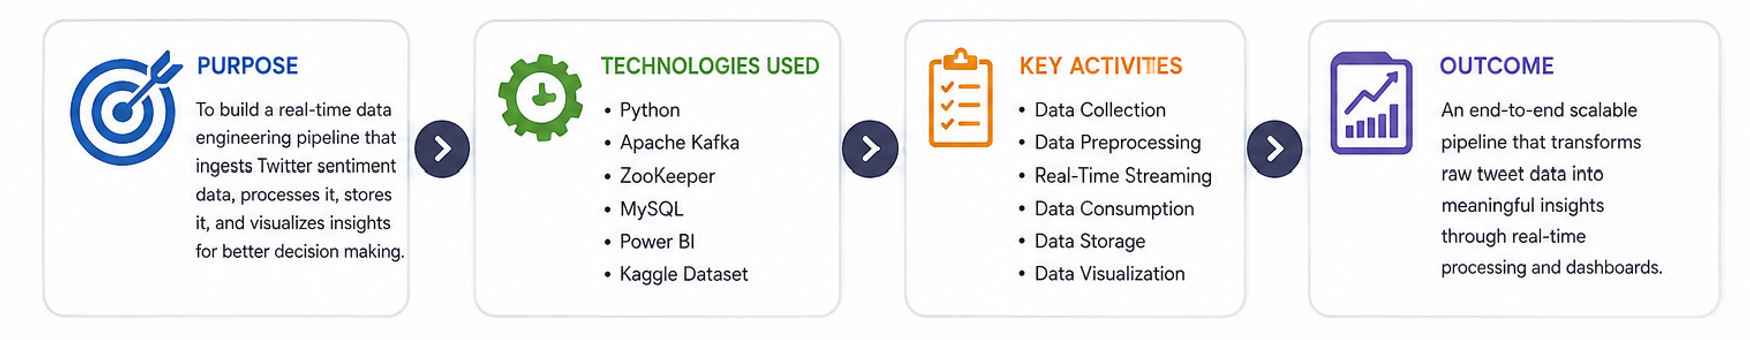 PURPOSE
To build a real-time data
engineering pipeline that
ingests Twitter sentiment
data, processes it, stores
it, and visualizes insights
for better decision making.
TECHNOLOGIES USED
• Python
• Apache Kafka
• ZooKeeper
• MySQL
• Power BI
• Kaggle Dataset
KEY ACTIVITIES
• Data Collection
• Data Preprocessing
• Real-Time Streaming
• Data Consumption
• Data Storage
• Data Visualization
OUTCOME
An end-to-end scalable
pipeline that transforms
raw tweet data into
meaningful insights
through real-time
processing and dashboards.